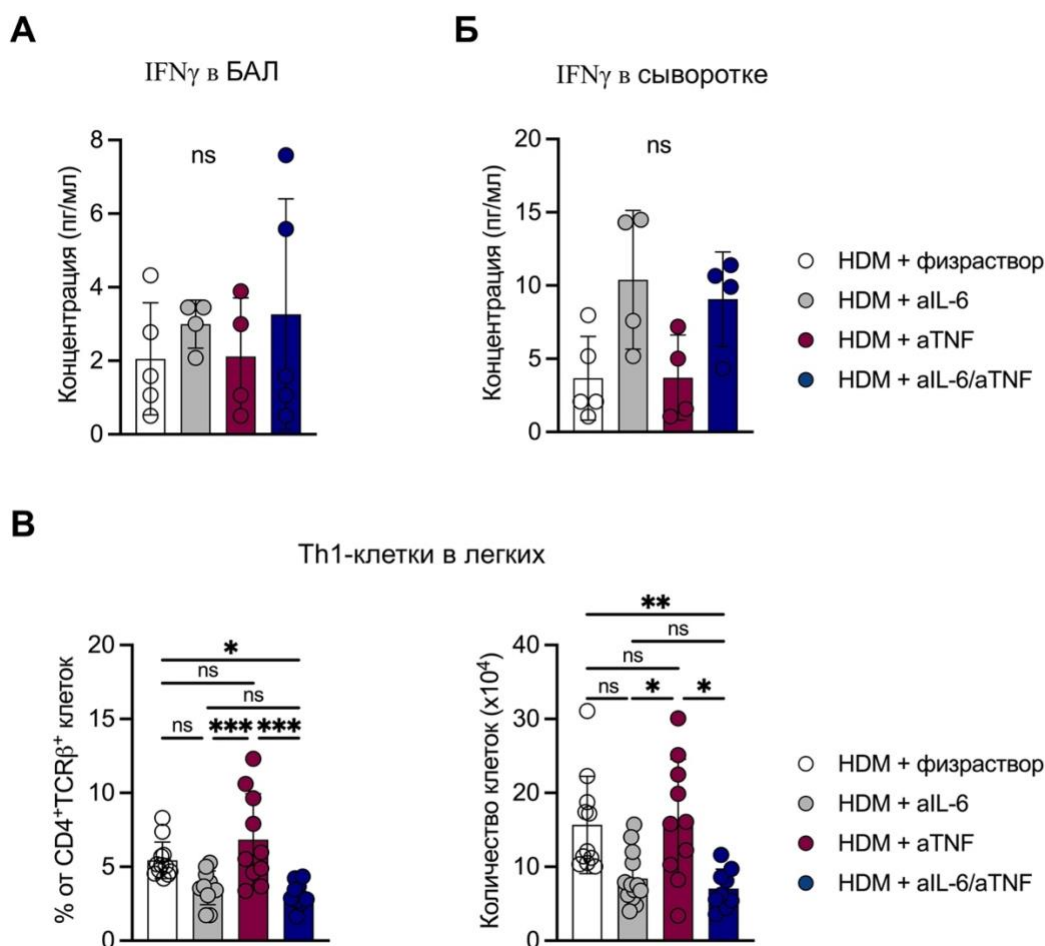 А
IFNγ в БАЛ
Концентрация (пг/мл)
8
6
4
2
0
ns
Б
IFNγ в сыворотке
Концентрация (пг/мл)
20
15
10
5
0
ns
HDM + физраствор
HDM + aIL-6
HDM + aTNF
HDM + aIL-6/aTNF
В
Th1-клетки в легких
% от CD4⁺TCRβ⁺ клеток
20
15
10
5
0
*
ns
ns
ns
***
***
Количество клеток (x10⁴)
40
30
20
10
0
**
ns
ns
ns
*
*
HDM + физраствор
HDM + aIL-6
HDM + aTNF
HDM + aIL-6/aTNF